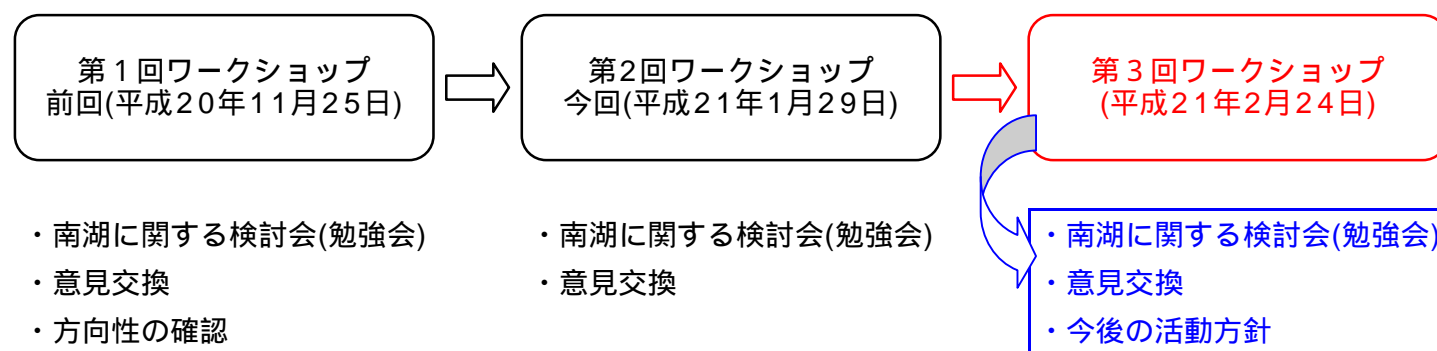 第１回ワークショップ
前回(平成20年11月25日)
第2回ワークショップ
今回(平成21年1月29日)
第３回ワークショップ
(平成21年2月24日)
・南湖に関する検討会(勉強会)
・意見交換
・方向性の確認
・南湖に関する検討会(勉強会)
・意見交換
・南湖に関する検討会(勉強会)
・意見交換
・今後の活動方針